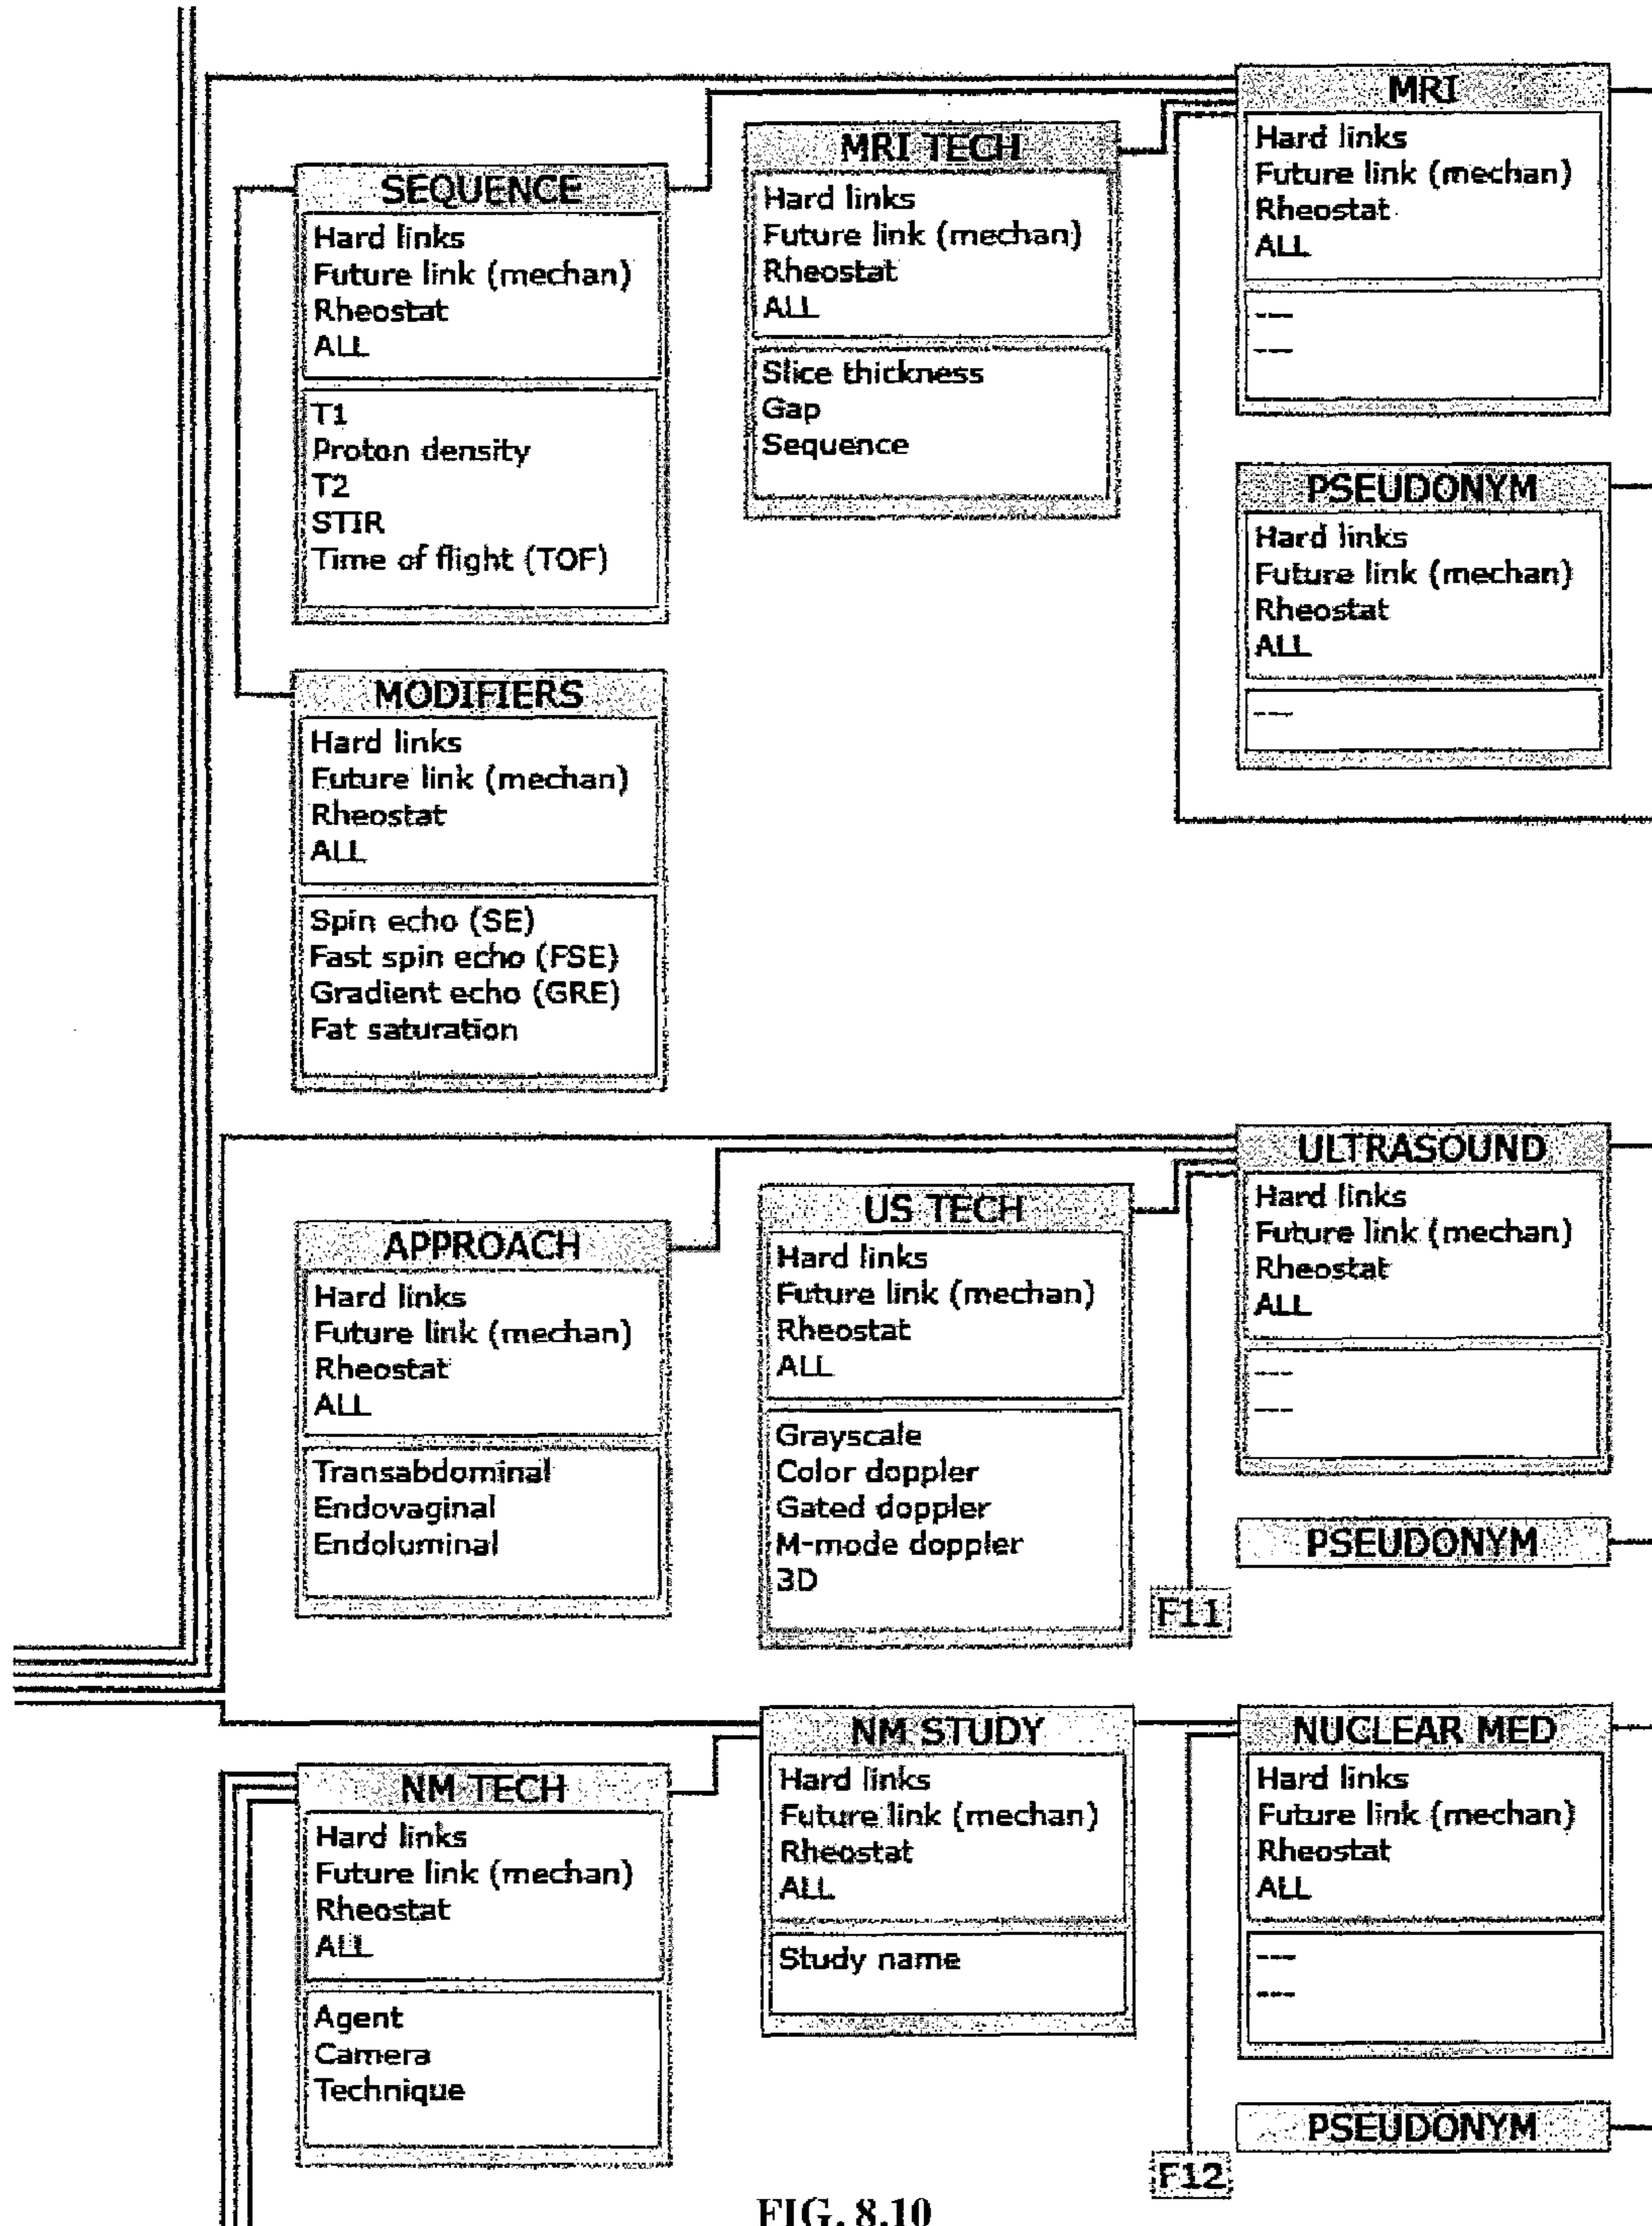 MRI
Hard links
Future link (mechan)
Rheostat
ALL
---
---
MRI TECH
Hard links
Future link (mechan)
Rheostat
ALL
Slice thickness
Gap
Sequence
SEQUENCE
Hard links
Future link (mechan)
Rheostat
ALL
T1
Proton density
T2
STIR
Time of flight (TOF)
PSEUDONYM
Hard links
Future link (mechan)
Rheostat
ALL
---
MODIFIERS
Hard links
Future link (mechan)
Rheostat
ALL
Spin echo (SE)
Fast spin echo (FSE)
Gradient echo (GRE)
Fat saturation
ULTRASOUND
Hard links
Future link (mechan)
Rheostat
ALL
---
---
US TECH
Hard links
Future link (mechan)
Rheostat
ALL
Grayscale
Color doppler
Gated doppler
M-mode doppler
3D
APPROACH
Hard links
Future link (mechan)
Rheostat
ALL
Transabdominal
Endovaginal
Endoluminal
PSEUDONYM
F11
NM STUDY
Hard links
Future link (mechan)
Rheostat
ALL
Study name
NUCLEAR MED
Hard links
Future link (mechan)
Rheostat
ALL
---
---
NM TECH
Hard links
Future link (mechan)
Rheostat
ALL
Agent
Camera
Technique
PSEUDONYM
F12
FIG. 8.10